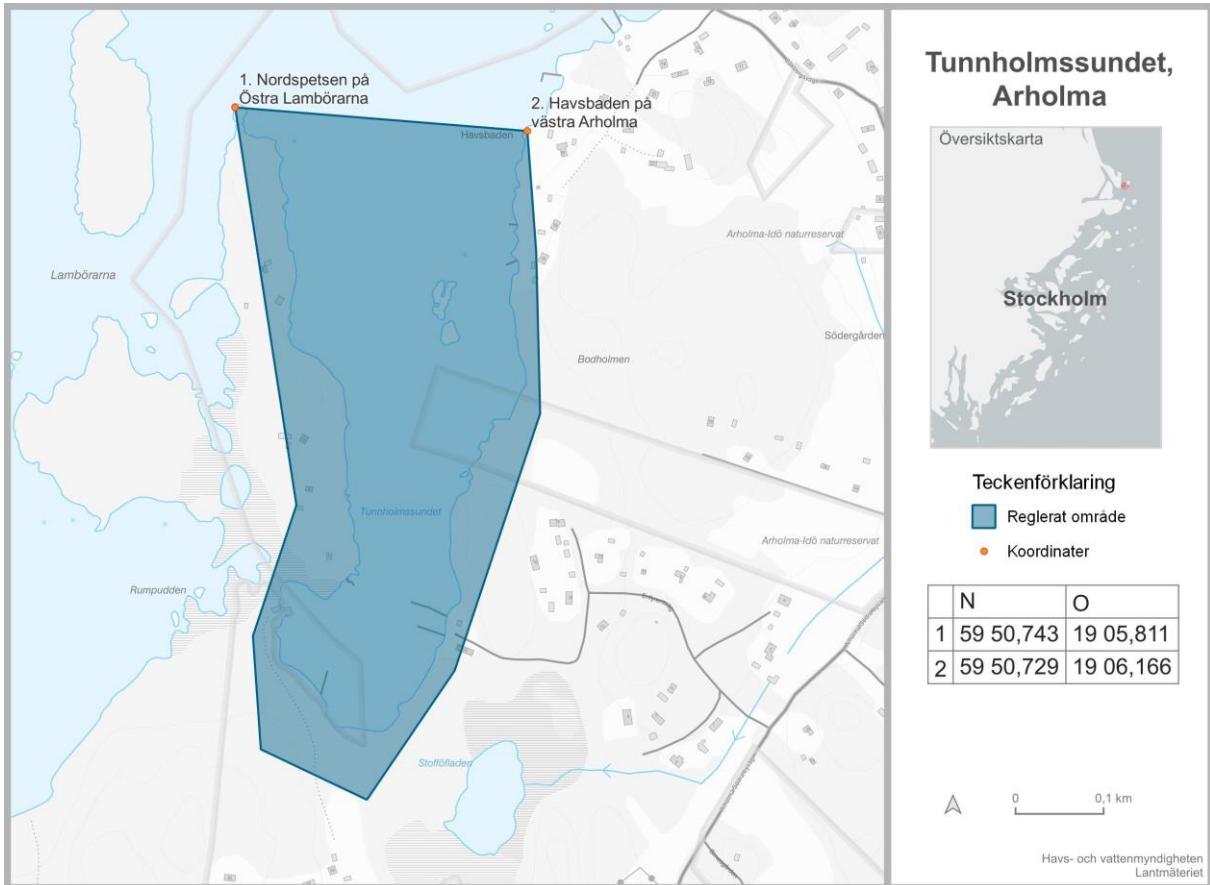 1. Nordspetsen på
Östra Lambörarna
2. Havsbaden på
västra Arholma
Havsbaden
Lambörarna
Arholma-Idö naturreservat
Södergården
Bodholmen
Tunnholmssundet
Arholma-Idö naturreservat
Rumpudden
Stofföfladen
Tunnholmssundet,
Arholma
Översiktskarta
Stockholm
Teckenförklaring
Reglerat område
Koordinater
N O
1 59 50,743 19 05,811
2 59 50,729 19 06,166
0 0,1 km
Havs- och vattenmyndigheten
Lantmäteriet